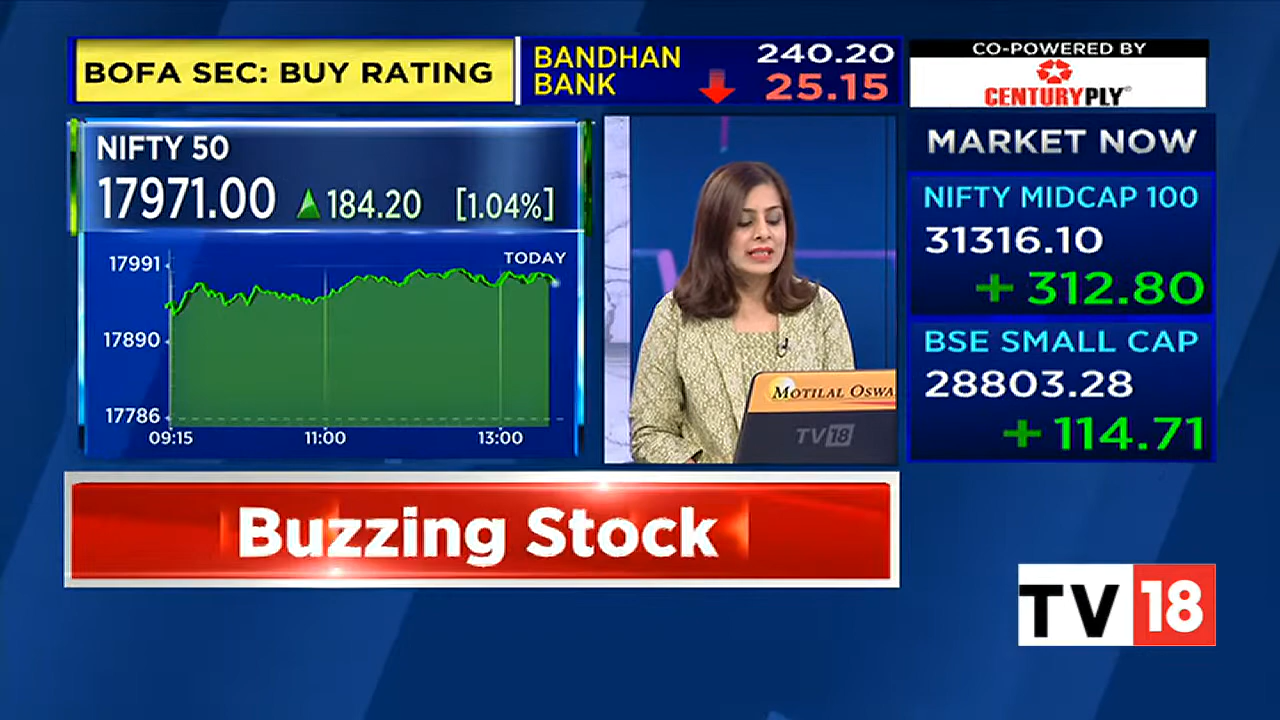 BOFA SEC: BUY RATING
BANDHAN
BANK
240.20
25.15
CO-POWERED BY
CENTURYPLY
NIFTY 50
17971.00 ▲ 184.20 [1.04%]
TODAY
17991
17890
17786
09:15 11:00 13:00
MOTILAL OSWA
TV18
MARKET NOW
NIFTY MIDCAP 100
31316.10
+ 312.80
BSE SMALL CAP
28803.28
+ 114.71
Buzzing Stock
TV18